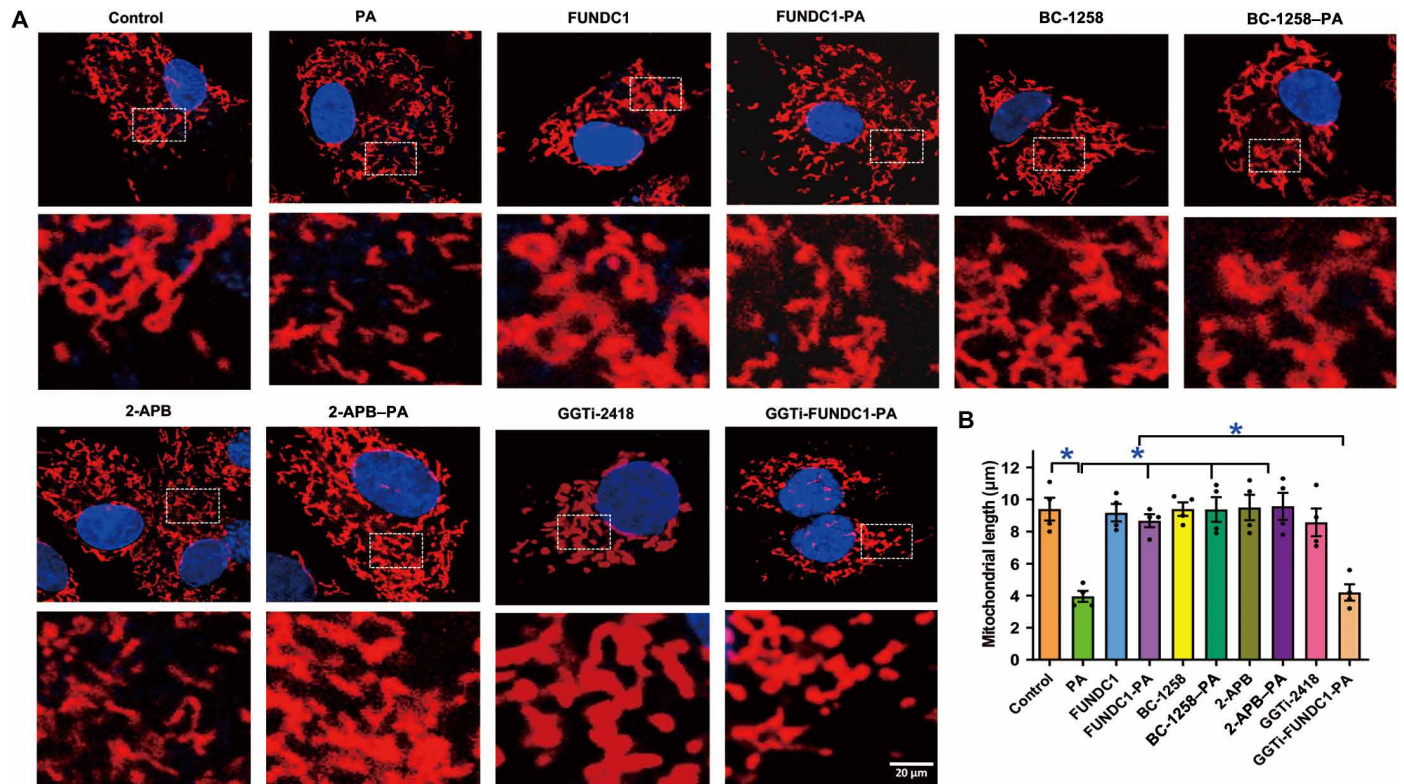 A
Control
PA
FUNDC1
FUNDC1-PA
BC-1258
BC-1258–PA
2-APB
2-APB–PA
GGTi-2418
GGTi-FUNDC1-PA
20 µm
B
*
*
*
Mitochondrial length (µm)
12
10
8
6
4
2
0
Control
PA
FUNDC1
FUNDC1-PA
BC-1258
BC-1258–PA
2-APB
2-APB–PA
GGTi-2418
GGTi-FUNDC1-PA